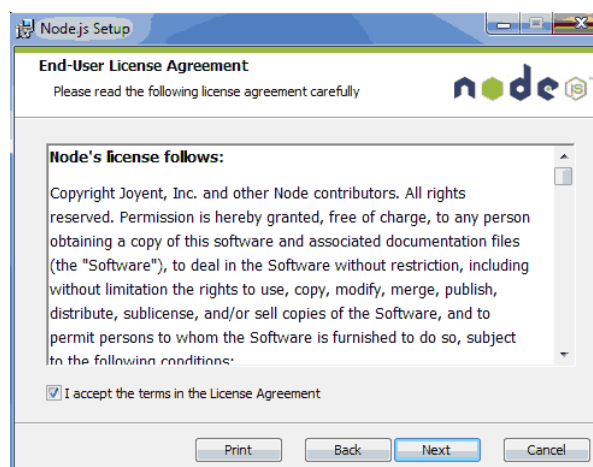 Node.js Setup
End-User License Agreement
Please read the following license agreement carefully
node JS
Node's license follows:
Copyright Joyent, Inc. and other Node contributors. All rights
reserved. Permission is hereby granted, free of charge, to any person
obtaining a copy of this software and associated documentation files
(the "Software"), to deal in the Software without restriction, including
without limitation the rights to use, copy, modify, merge, publish,
distribute, sublicense, and/or sell copies of the Software, and to
permit persons to whom the Software is furnished to do so, subject
to the following conditions:
I accept the terms in the License Agreement
Print Back Next Cancel